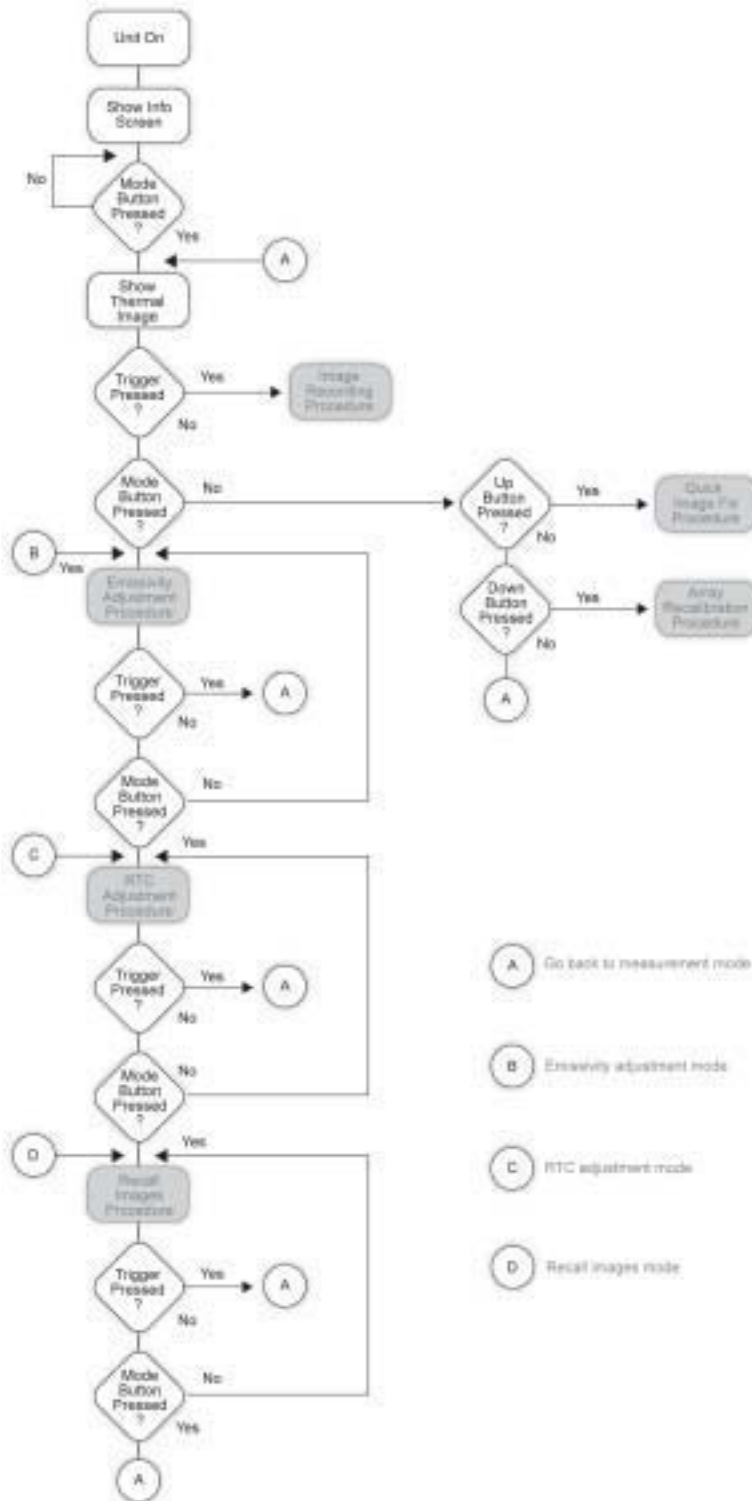 Unit On
Show Info
Screen
No
Mode
Button
Pressed
?
Yes
A
Show
Thermal
Image
Trigger
Pressed
?
Yes
No
Image
Recording
Procedure
Mode
Button
Pressed
?
No
Up
Button
Pressed
?
Yes
No
Quick
Image Fix
Procedure
B
Yes
Emissivity
Adjustment
Procedure
Down
Button
Pressed
?
Yes
No
Array
Recalibration
Procedure
A
Trigger
Pressed
?
Yes
No
A
Mode
Button
Pressed
?
No
Yes
C
RTC
Adjustment
Procedure
Trigger
Pressed
?
Yes
No
A
Mode
Button
Pressed
?
No
Yes
D
Recall
Images
Procedure
Trigger
Pressed
?
Yes
No
A
Mode
Button
Pressed
?
No
Yes
A
A Go back to measurement mode
B Emissivity adjustment mode
C RTC adjustment mode
D Recall images mode